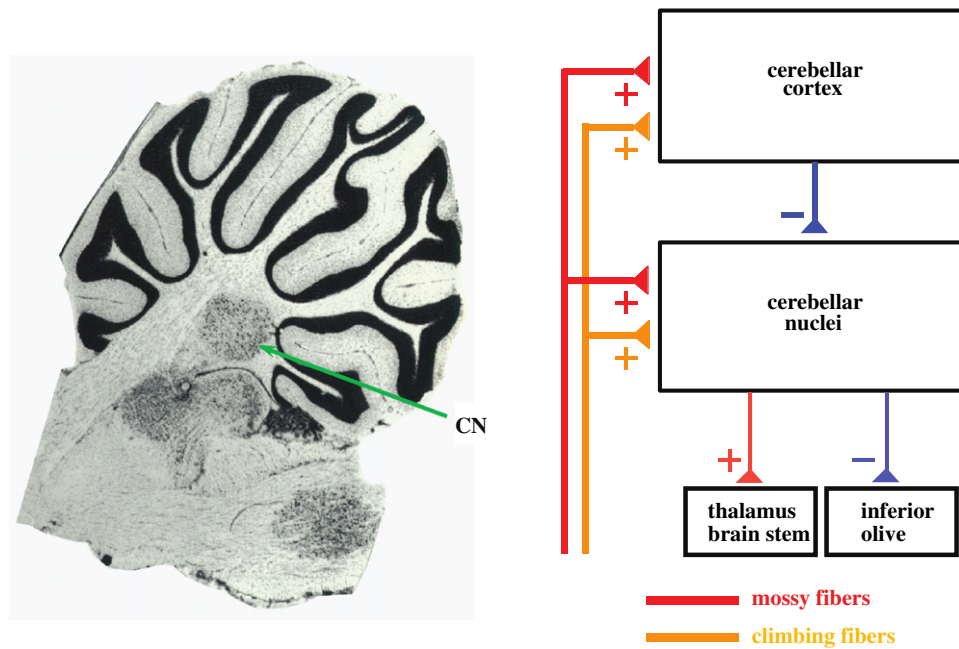 cerebellar
cortex
+
+
−
cerebellar
nuclei
+
+
CN
+
−
thalamus
brain stem
inferior
olive
mossy fibers
climbing fibers